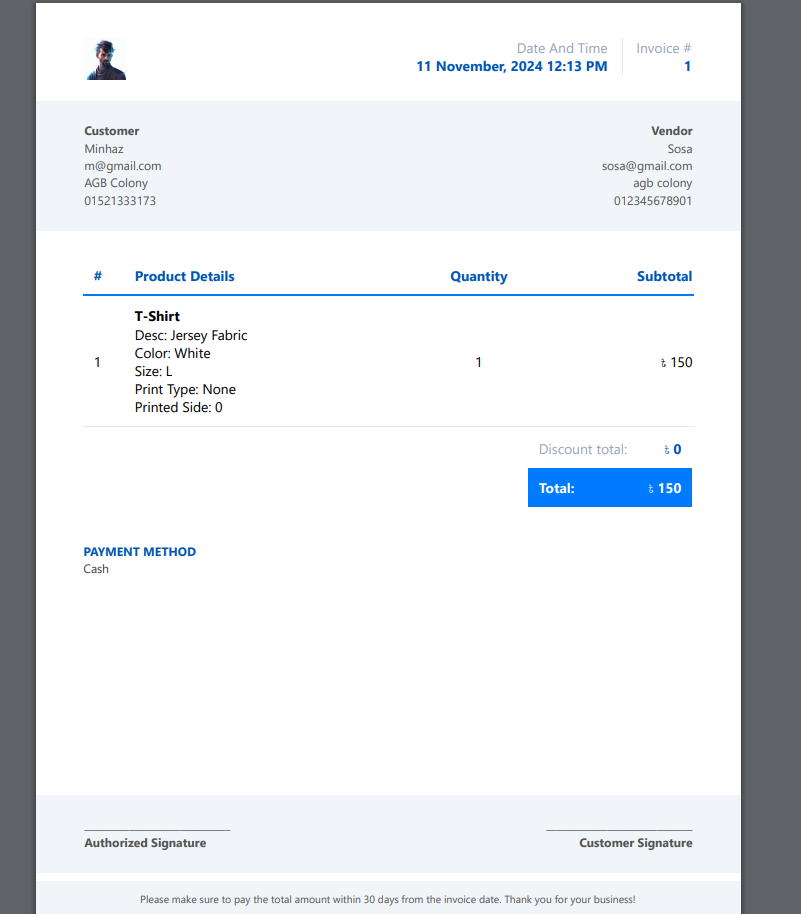 Date And Time
11 November, 2024 12:13 PM
Invoice #
1
Customer
Minhaz
m@gmail.com
AGB Colony
01521333173
Vendor
Sosa
sosa@gmail.com
agb colony
012345678901
# Product Details Quantity Subtotal
T-Shirt
Desc: Jersey Fabric
Color: White
Size: L
Print Type: None
Printed Side: 0
1 1 ৳ 150
Discount total: ৳ 0
Total: ৳ 150
PAYMENT METHOD
Cash
Authorized Signature
Customer Signature
Please make sure to pay the total amount within 30 days from the invoice date. Thank you for your business!